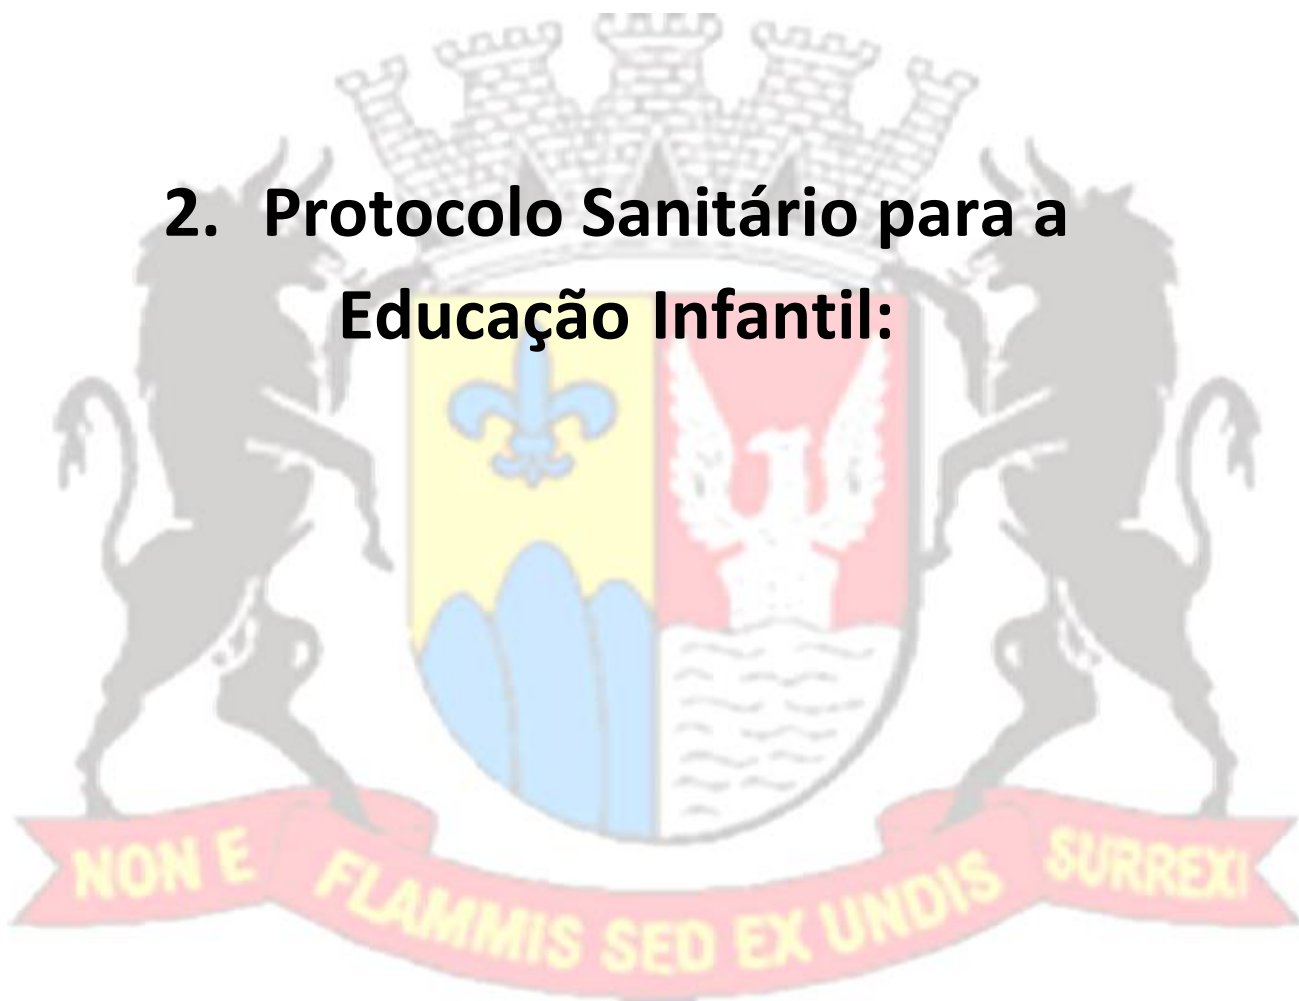 2. Protocolo Sanitário para a
Educação Infantil:
NON E FLAMMIS SED EX UNDIS SURREXI